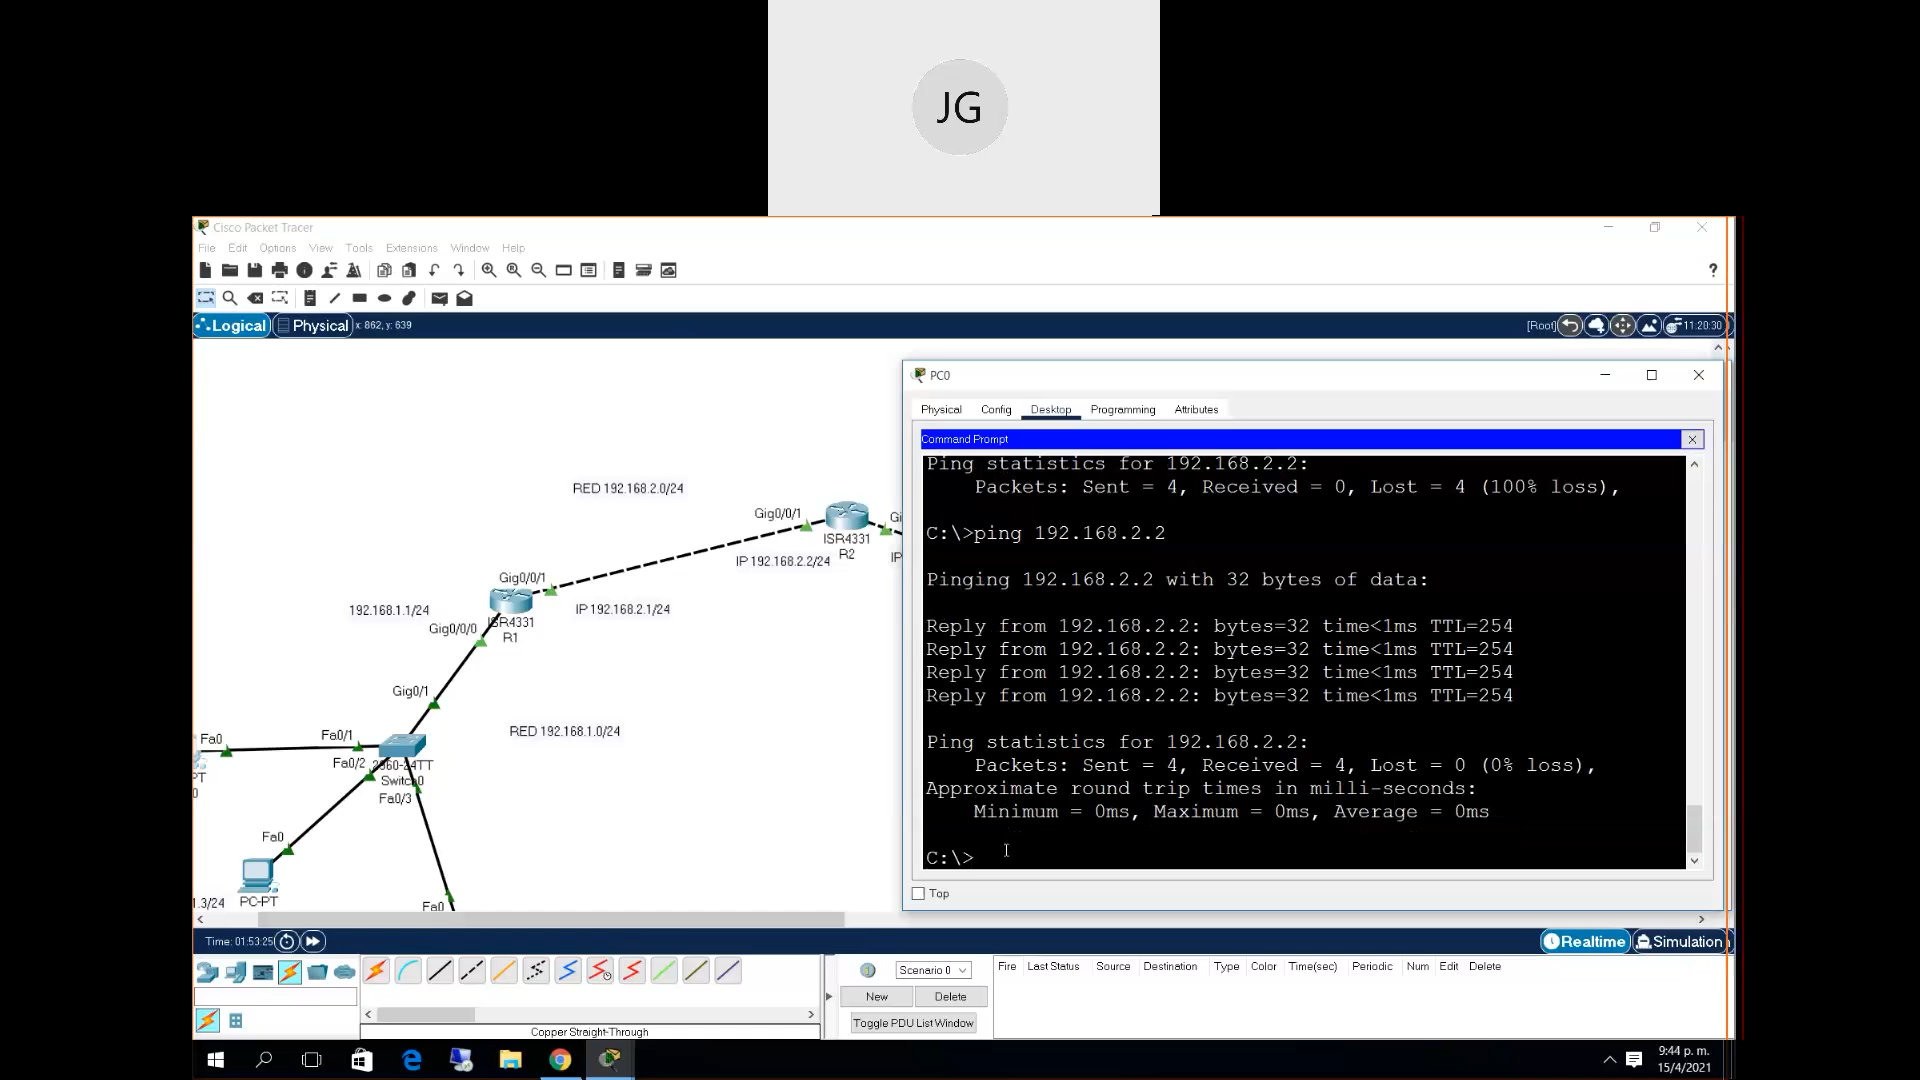 JG
Cisco Packet Tracer
File Edit Options View Tools Extensions Window Help
?
Logical Physical x: 862, y: 639 [Root] 11:20:30
PC0
Physical Config Desktop Programming Attributes
Command Prompt
Ping statistics for 192.168.2.2:
Packets: Sent = 4, Received = 0, Lost = 4 (100% loss),
C:\>ping 192.168.2.2
Pinging 192.168.2.2 with 32 bytes of data:
Reply from 192.168.2.2: bytes=32 time<1ms TTL=254
Reply from 192.168.2.2: bytes=32 time<1ms TTL=254
Reply from 192.168.2.2: bytes=32 time<1ms TTL=254
Reply from 192.168.2.2: bytes=32 time<1ms TTL=254
Ping statistics for 192.168.2.2:
Packets: Sent = 4, Received = 4, Lost = 0 (0% loss),
Approximate round trip times in milli-seconds:
Minimum = 0ms, Maximum = 0ms, Average = 0ms
C:\>
Top
RED 192.168.2.0/24
Gig0/0/1
Gi
ISR4331
R2
IP 192.168.2.2/24
IP
Gig0/0/1
192.168.1.1/24
IP 192.168.2.1/24
Gig0/0/0
ISR4331
R1
Gig0/1
RED 192.168.1.0/24
Fa0
Fa0/1
Fa0/2
2960-24TT
PT
Switch0
0
Fa0/3
Fa0
PC-PT
1.3/24
Fa0
Time: 01:53:25 Realtime Simulation
Scenario 0
Fire Last Status Source Destination Type Color Time(sec) Periodic Num Edit Delete
New Delete
Toggle PDU List Window
Copper Straight-Through
9:44 p. m.
15/4/2021